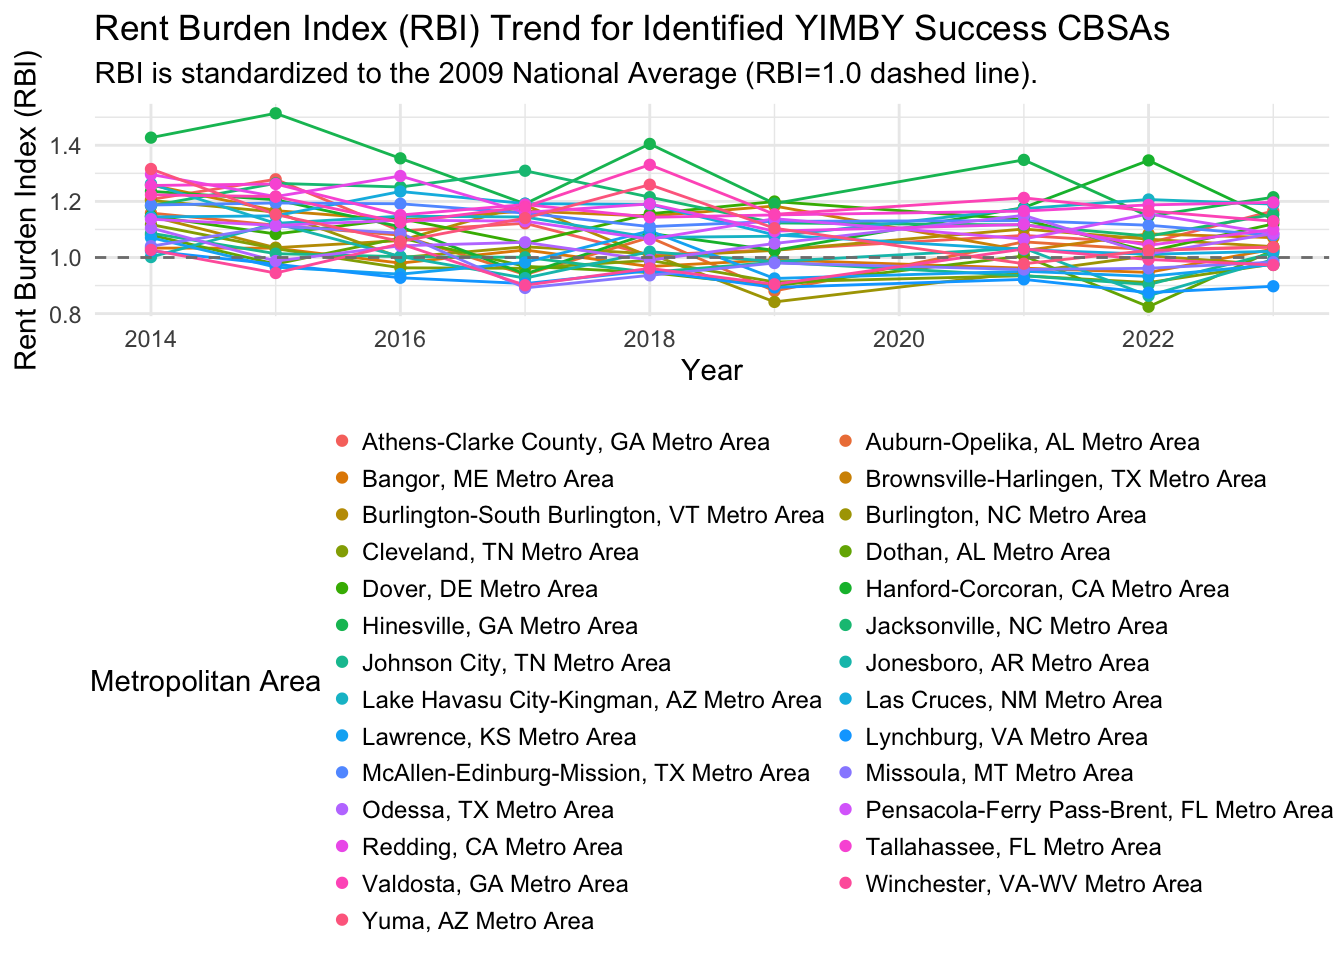 Rent Burden Index (RBI) Trend for Identified YIMBY Success CBSAs
RBI is standardized to the 2009 National Average (RBI=1.0 dashed line).
Rent Burden Index (RBI)
1.4
1.2
1.0
0.8
2014 2016 2018 2020 2022
Year
Metropolitan Area
Athens-Clarke County, GA Metro Area
Auburn-Opelika, AL Metro Area
Bangor, ME Metro Area
Brownsville-Harlingen, TX Metro Area
Burlington-South Burlington, VT Metro Area
Burlington, NC Metro Area
Cleveland, TN Metro Area
Dothan, AL Metro Area
Dover, DE Metro Area
Hanford-Corcoran, CA Metro Area
Hinesville, GA Metro Area
Jacksonville, NC Metro Area
Johnson City, TN Metro Area
Jonesboro, AR Metro Area
Lake Havasu City-Kingman, AZ Metro Area
Las Cruces, NM Metro Area
Lawrence, KS Metro Area
Lynchburg, VA Metro Area
McAllen-Edinburg-Mission, TX Metro Area
Missoula, MT Metro Area
Odessa, TX Metro Area
Pensacola-Ferry Pass-Brent, FL Metro Area
Redding, CA Metro Area
Tallahassee, FL Metro Area
Valdosta, GA Metro Area
Winchester, VA-WV Metro Area
Yuma, AZ Metro Area